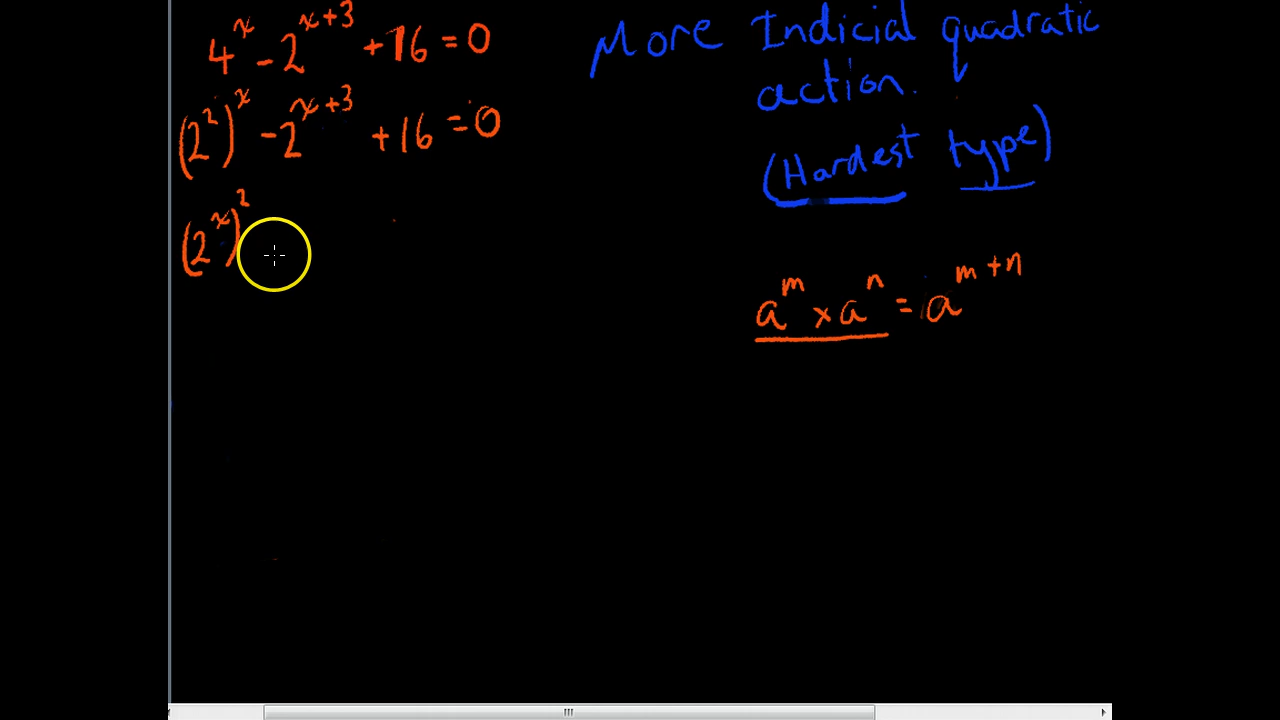 4^x - 2^{x+3} + 16 = 0
(2^2)^x - 2^{x+3} + 16 = 0
(2^x)^2
More Indicial quadratic
action.
(Hardest type)
a^m × a^n = a^{m+n}